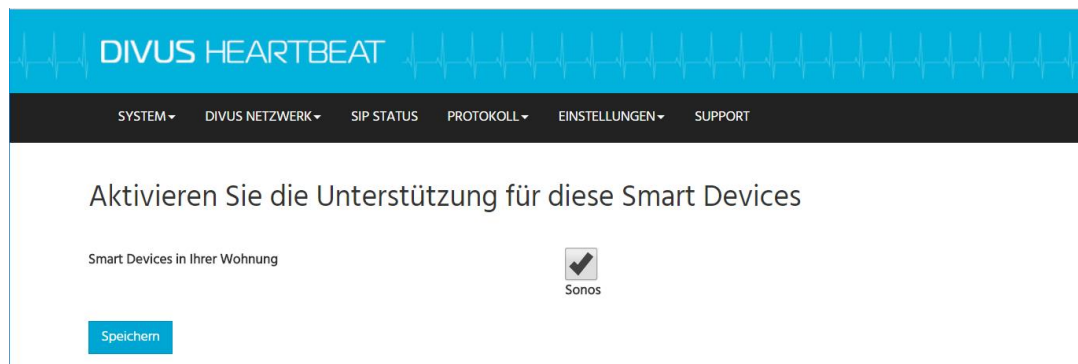 DIVUS HEARTBEAT
SYSTEM DIVUS NETZWERK SIP STATUS PROTOKOLL EINSTELLUNGEN SUPPORT
Aktivieren Sie die Unterstützung für diese Smart Devices
Smart Devices in Ihrer Wohnung
Sonos
Speichern